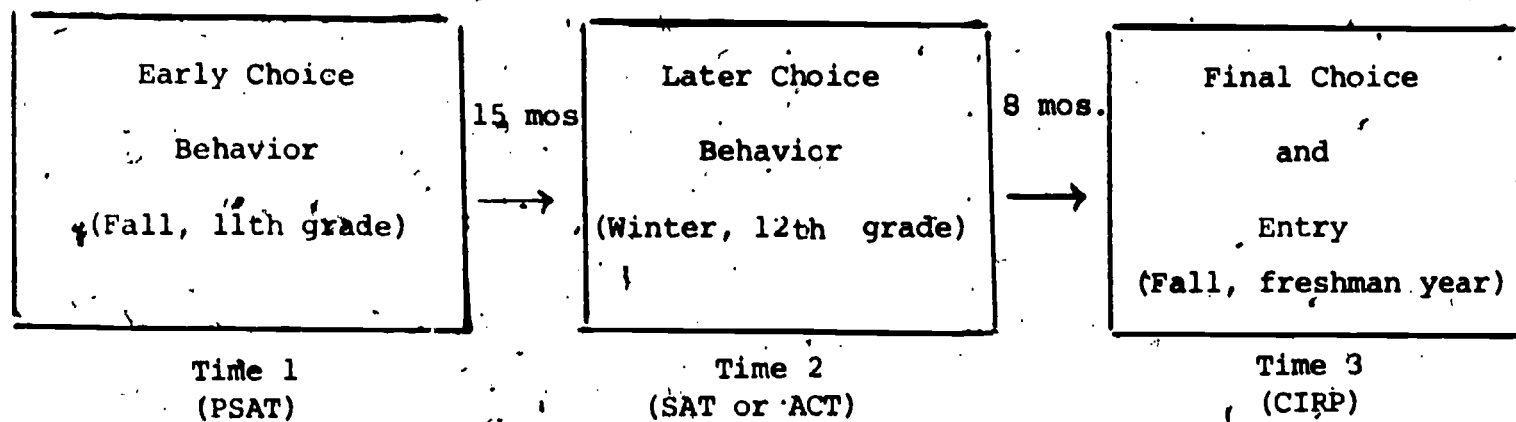 Early Choice
Behavior
(Fall, 11th grade)
15 mos
Later Choice
Behavior
(Winter, 12th grade)
8 mos.
Final Choice
and
Entry
(Fall, freshman year)
Time 1
(PSAT)
Time 2
(SAT or ACT)
Time 3
(CIRP)